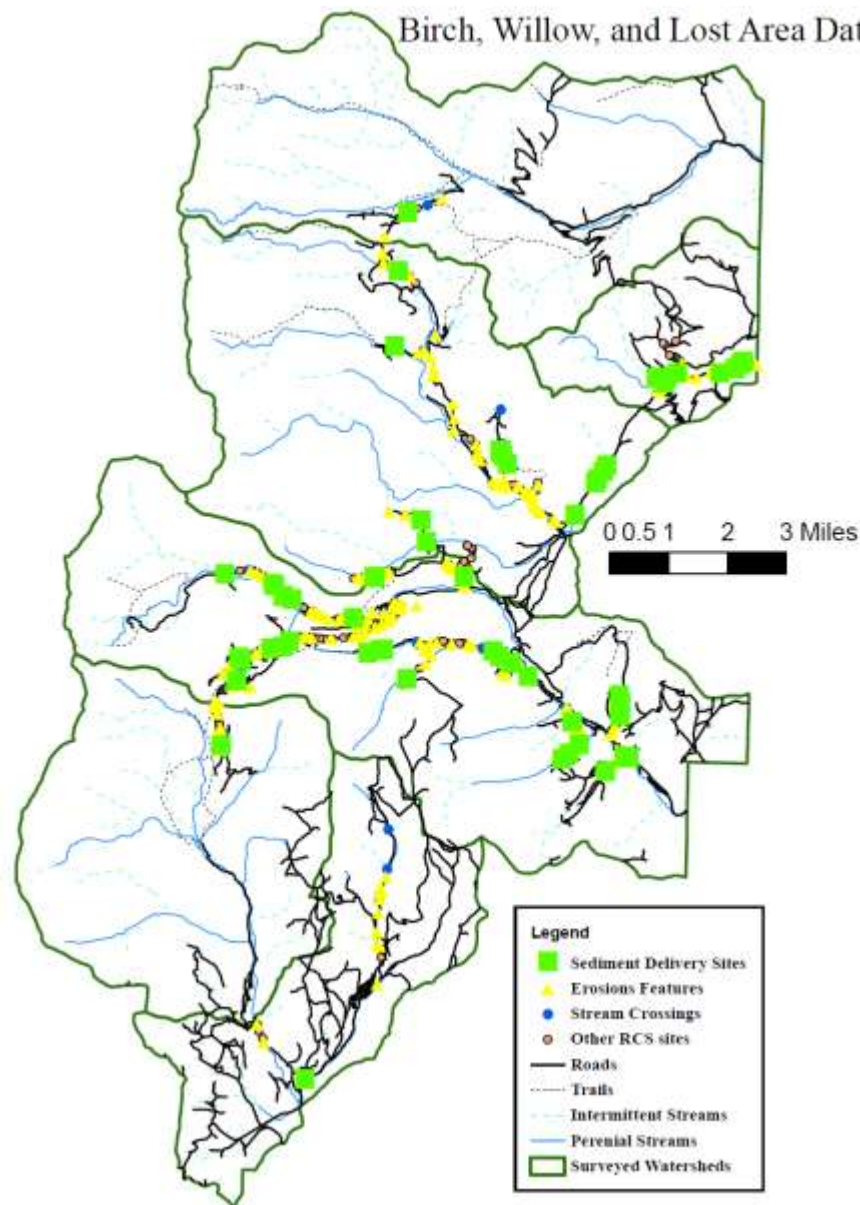 Birch, Willow, and Lost Area Dat
0 0.5 1 2 3 Miles
Legend
Sediment Delivery Sites
Erosions Features
Stream Crossings
Other RCS sites
Roads
Trails
Intermittent Streams
Perenial Streams
Surveyed Watersheds